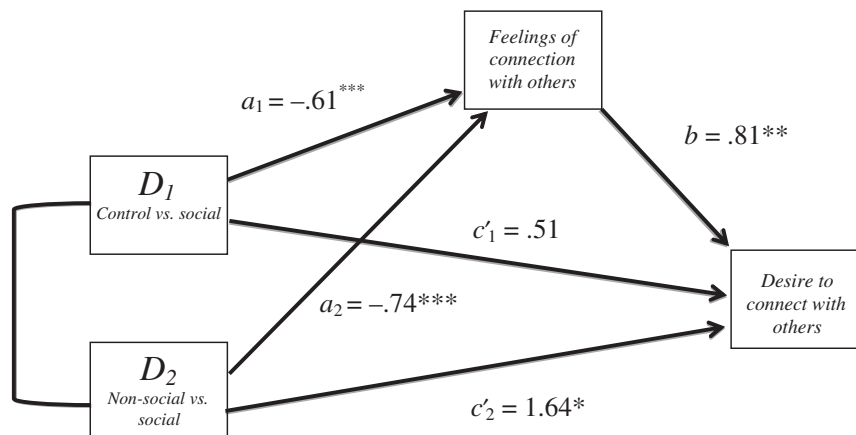 Feelings of
connection
with others
a₁ = –.61***
b = .81**
D₁
Control vs. social
c′₁ = .51
Desire to
connect with
others
a₂ = –.74***
D₂
Non-social vs.
social
c′₂ = 1.64*